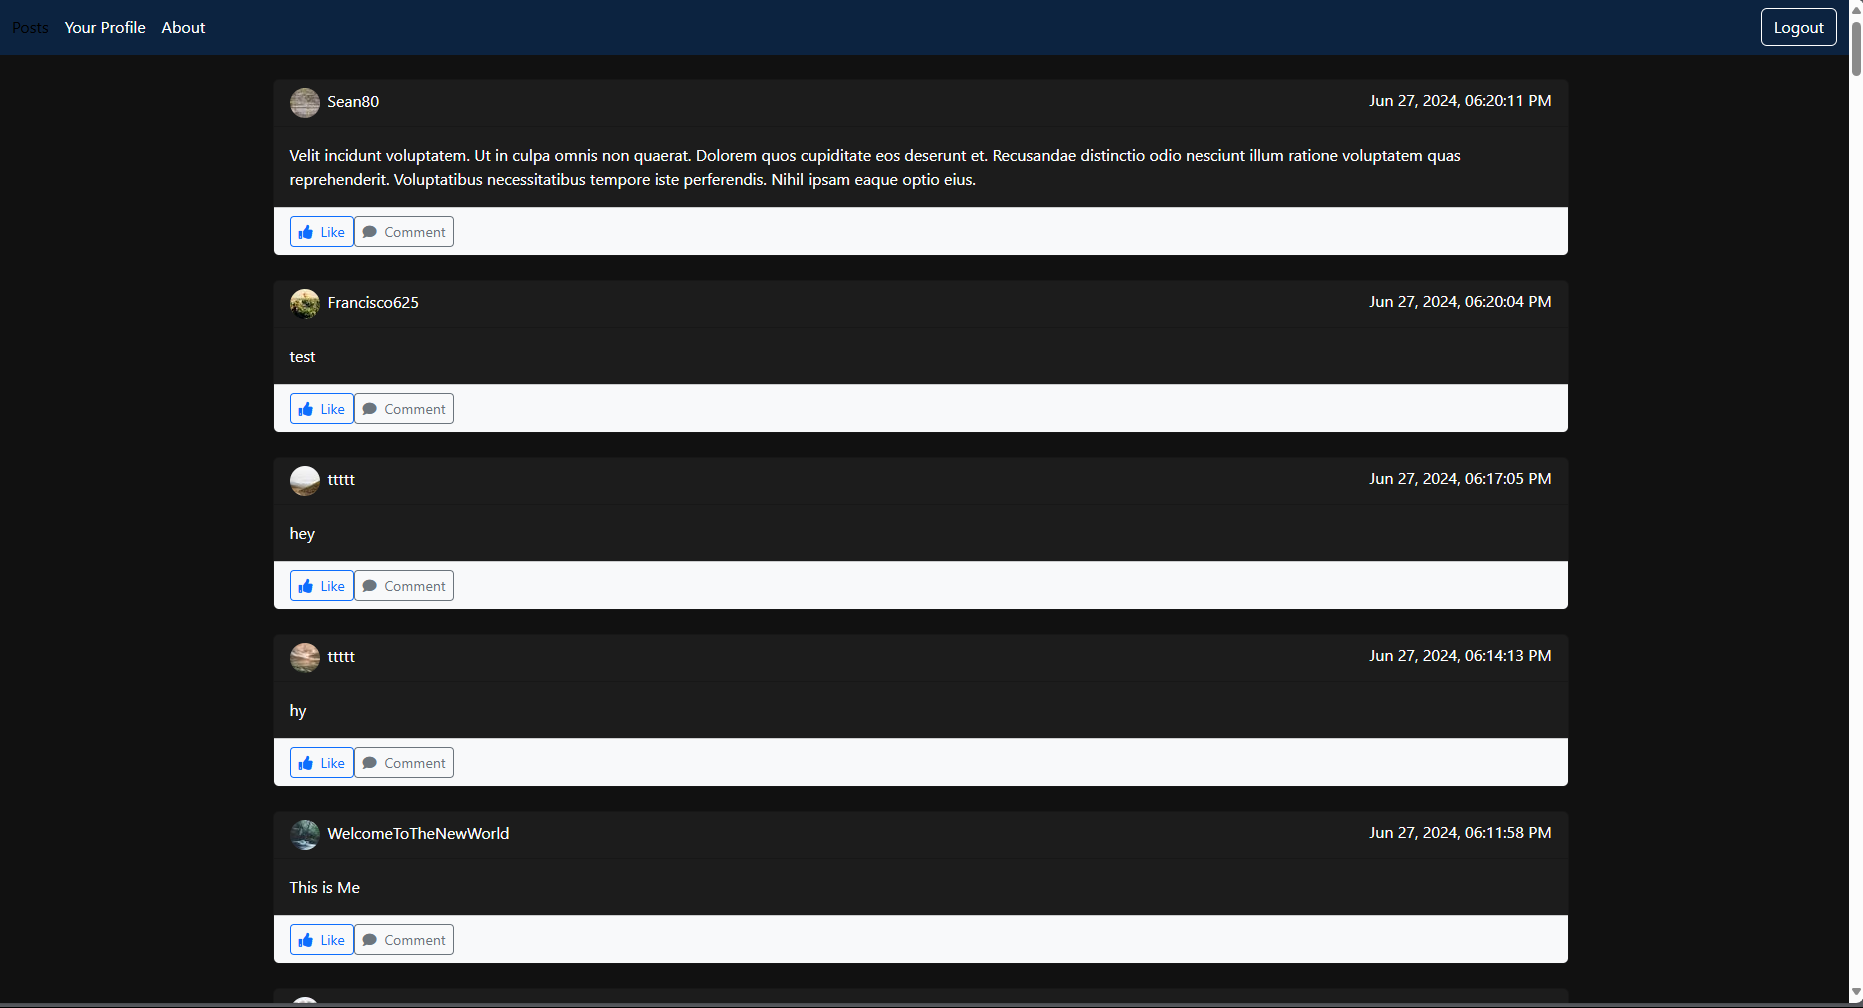 Posts Your Profile About Logout
Sean80 Jun 27, 2024, 06:20:11 PM
Velit incidunt voluptatem. Ut in culpa omnis non quaerat. Dolorem quos cupiditate eos deserunt et. Recusandae distinctio odio nesciunt illum ratione voluptatem quas
reprehenderit. Voluptatibus necessitatibus tempore iste perferendis. Nihil ipsam eaque optio eius.
Like Comment
Francisco625 Jun 27, 2024, 06:20:04 PM
test
Like Comment
ttttt Jun 27, 2024, 06:17:05 PM
hey
Like Comment
ttttt Jun 27, 2024, 06:14:13 PM
hy
Like Comment
WelcomeToTheNewWorld Jun 27, 2024, 06:11:58 PM
This is Me
Like Comment